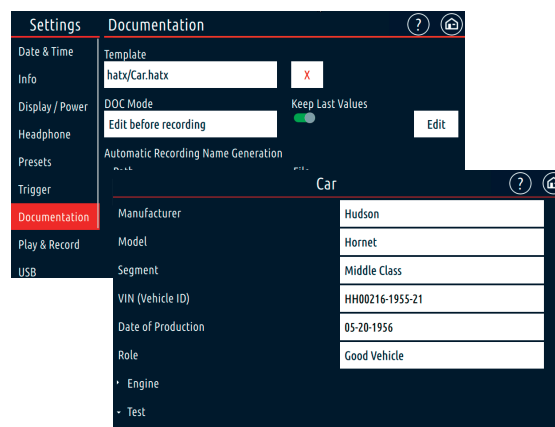 Settings
Documentation
?
Date & Time
Info
Display / Power
Headphone
Presets
Trigger
Documentation
Play & Record
USB
Template
hatx/Car.hatx
X
DOC Mode
Keep Last Values
Edit before recording
Edit
Automatic Recording Name Generation
Path
File
Car
?
Manufacturer
Hudson
Model
Hornet
Segment
Middle Class
VIN (Vehicle ID)
HH00216-1955-21
Date of Production
05-20-1956
Role
Good Vehicle
Engine
Test